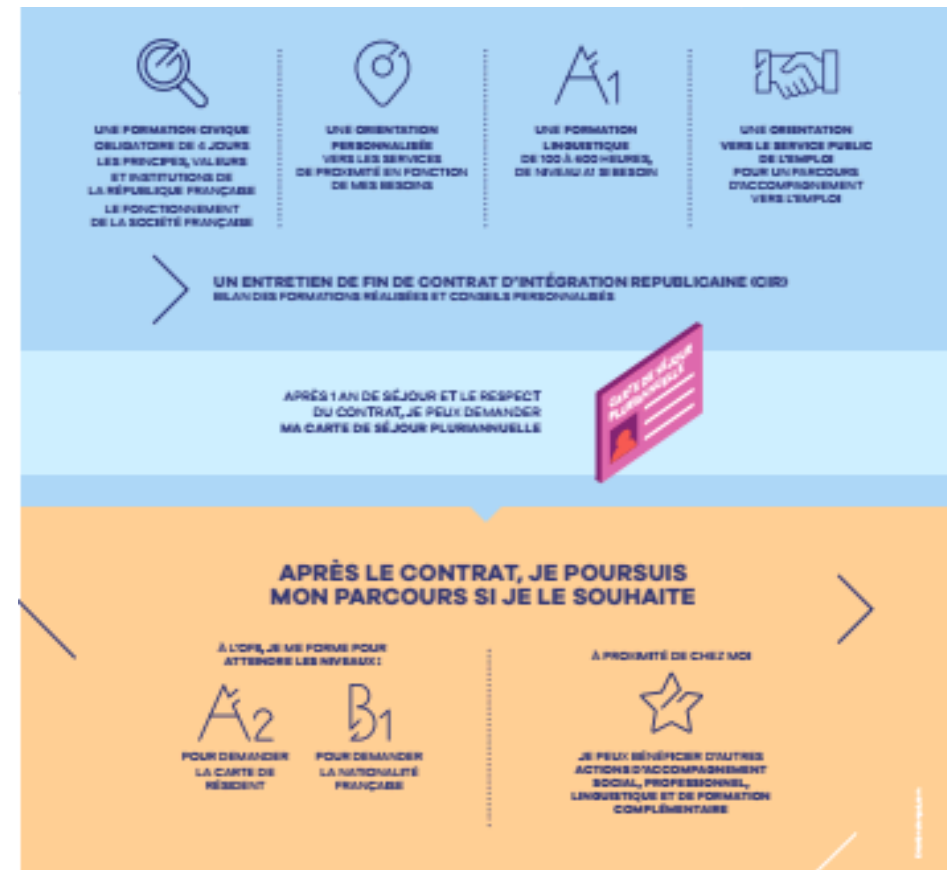 UNE FORMATION CIVIQUE
OBLIGATOIRE DE 4 JOURS
LES PRINCIPES, VALEURS
ET INSTITUTIONS DE
LA RÉPUBLIQUE FRANÇAISE
LE FONCTIONNEMENT
DE LA SOCIÉTÉ FRANÇAISE
UNE ORIENTATION
PERSONNALISÉE
VERS LES SERVICES
DE PROXIMITÉ EN FONCTION
DE MES BESOINS
A1
UNE FORMATION
LINGUISTIQUE
DE 100 À 600 HEURES,
DE NIVEAU A1 SI BESOIN
UNE ORIENTATION
VERS LE SERVICE PUBLIC
DE L'EMPLOI
POUR UN PARCOURS
D'ACCOMPAGNEMENT
VERS L'EMPLOI
UN ENTRETIEN DE FIN DE CONTRAT D'INTÉGRATION REPUBLICAINE (CIR)
BILAN DES FORMATIONS RÉALISÉES ET CONSEILS PERSONNALISÉS
APRÈS 1 AN DE SÉJOUR ET LE RESPECT
DU CONTRAT, JE PEUX DEMANDER
MA CARTE DE SÉJOUR PLURIANNUELLE
CARTE DE SÉJOUR
PLURIANNUELLE
APRÈS LE CONTRAT, JE POURSUIS
MON PARCOURS SI JE LE SOUHAITE
À L'OFII, JE ME FORME POUR
ATTEINDRE LES NIVEAUX :
A2
POUR DEMANDER
LA CARTE DE
RÉSIDENT
B1
POUR DEMANDER
LA NATIONALITÉ
FRANÇAISE
À PROXIMITÉ DE CHEZ MOI
JE PEUX BÉNÉFICIER D'AUTRES
ACTIONS D'ACCOMPAGNEMENT
SOCIAL, PROFESSIONNEL,
LINGUISTIQUE ET DE FORMATION
COMPLÉMENTAIRE